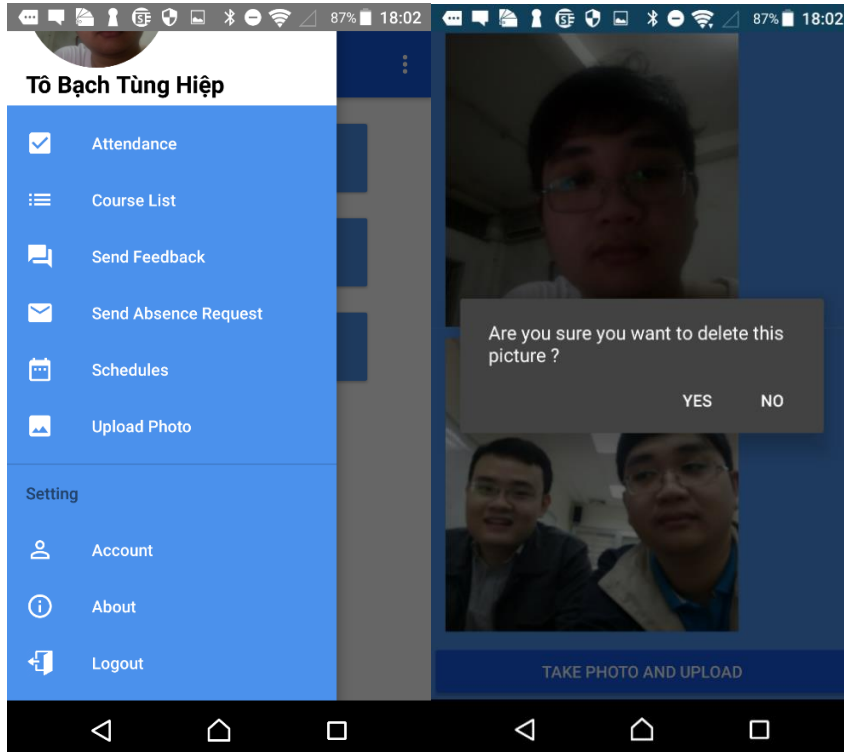 87% 18:02
Tô Bạch Tùng Hiệp
Attendance
Course List
Send Feedback
Send Absence Request
Schedules
Upload Photo
Setting
Account
About
Logout
87% 18:02
Are you sure you want to delete this
picture ?
YES NO
TAKE PHOTO AND UPLOAD